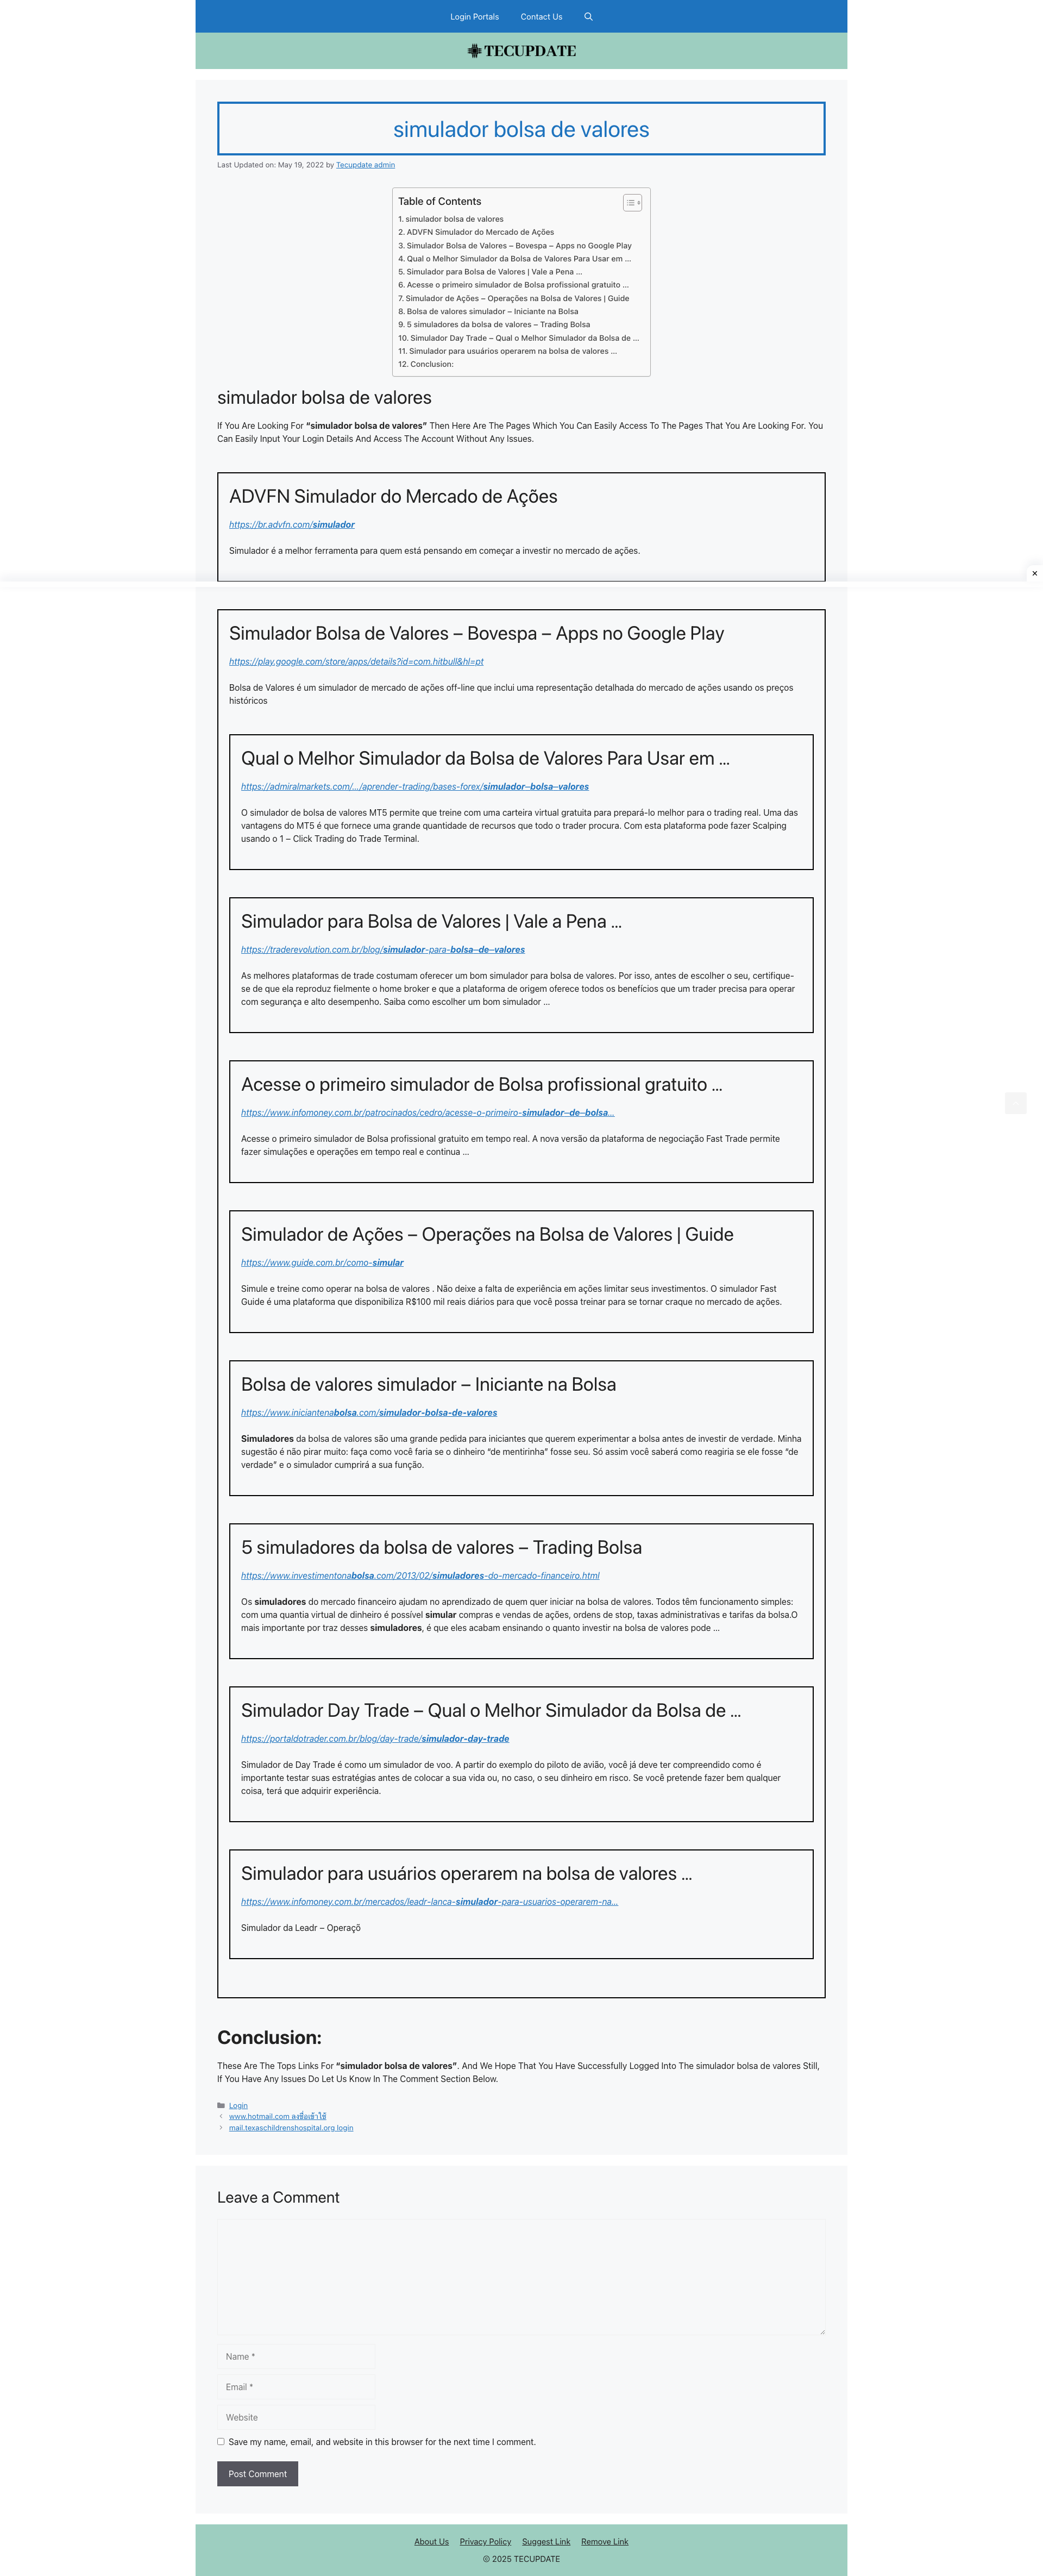 Login Portals Contact Us
TECUPDATE
simulador bolsa de valores
Last Updated on: May 19, 2022 by Tecupdate admin
Table of Contents
1. simulador bolsa de valores
2. ADVFN Simulador do Mercado de Ações
3. Simulador Bolsa de Valores – Bovespa – Apps no Google Play
4. Qual o Melhor Simulador da Bolsa de Valores Para Usar em ...
5. Simulador para Bolsa de Valores | Vale a Pena ...
6. Acesse o primeiro simulador de Bolsa profissional gratuito ...
7. Simulador de Ações – Operações na Bolsa de Valores | Guide
8. Bolsa de valores simulador – Iniciante na Bolsa
9. 5 simuladores da bolsa de valores – Trading Bolsa
10. Simulador Day Trade – Qual o Melhor Simulador da Bolsa de ...
11. Simulador para usuários operarem na bolsa de valores ...
12. Conclusion:
simulador bolsa de valores
If You Are Looking For “simulador bolsa de valores” Then Here Are The Pages Which You Can Easily Access To The Pages That You Are Looking For. You
Can Easily Input Your Login Details And Access The Account Without Any Issues.
ADVFN Simulador do Mercado de Ações
https://br.advfn.com/simulador
Simulador é a melhor ferramenta para quem está pensando em começar a investir no mercado de ações.
Simulador Bolsa de Valores – Bovespa – Apps no Google Play
https://play.google.com/store/apps/details?id=com.hitbull&hl=pt
Bolsa de Valores é um simulador de mercado de ações off-line que inclui uma representação detalhada do mercado de ações usando os preços
históricos
Qual o Melhor Simulador da Bolsa de Valores Para Usar em ...
https://admiralmarkets.com/.../aprender-trading/bases-forex/simulador–bolsa–valores
O simulador de bolsa de valores MT5 permite que treine com uma carteira virtual gratuita para prepará-lo melhor para o trading real. Uma das
vantagens do MT5 é que fornece uma grande quantidade de recursos que todo o trader procura. Com esta plataforma pode fazer Scalping
usando o 1 – Click Trading do Trade Terminal.
Simulador para Bolsa de Valores | Vale a Pena ...
https://traderevolution.com.br/blog/simulador-para-bolsa–de–valores
As melhores plataformas de trade costumam oferecer um bom simulador para bolsa de valores. Por isso, antes de escolher o seu, certifique-
se de que ela reproduz fielmente o home broker e que a plataforma de origem oferece todos os benefícios que um trader precisa para operar
com segurança e alto desempenho. Saiba como escolher um bom simulador ...
Acesse o primeiro simulador de Bolsa profissional gratuito ...
https://www.infomoney.com.br/patrocinados/cedro/acesse-o-primeiro-simulador–de–bolsa...
Acesse o primeiro simulador de Bolsa profissional gratuito em tempo real. A nova versão da plataforma de negociação Fast Trade permite
fazer simulações e operações em tempo real e continua ...
Simulador de Ações – Operações na Bolsa de Valores | Guide
https://www.guide.com.br/como-simular
Simule e treine como operar na bolsa de valores . Não deixe a falta de experiência em ações limitar seus investimentos. O simulador Fast
Guide é uma plataforma que disponibiliza R$100 mil reais diários para que você possa treinar para se tornar craque no mercado de ações.
Bolsa de valores simulador – Iniciante na Bolsa
https://www.iniciantenabolsa.com/simulador-bolsa-de-valores
Simuladores da bolsa de valores são uma grande pedida para iniciantes que querem experimentar a bolsa antes de investir de verdade. Minha
sugestão é não pirar muito: faça como você faria se o dinheiro “de mentirinha” fosse seu. Só assim você saberá como reagiria se ele fosse “de
verdade” e o simulador cumprirá a sua função.
5 simuladores da bolsa de valores – Trading Bolsa
https://www.investimentonabolsa.com/2013/02/simuladores-do-mercado-financeiro.html
Os simuladores do mercado financeiro ajudam no aprendizado de quem quer iniciar na bolsa de valores. Todos têm funcionamento simples:
com uma quantia virtual de dinheiro é possível simular compras e vendas de ações, ordens de stop, taxas administrativas e tarifas da bolsa.O
mais importante por traz desses simuladores, é que eles acabam ensinando o quanto investir na bolsa de valores pode ...
Simulador Day Trade – Qual o Melhor Simulador da Bolsa de ...
https://portaldotrader.com.br/blog/day-trade/simulador-day-trade
Simulador de Day Trade é como um simulador de voo. A partir do exemplo do piloto de avião, você já deve ter compreendido como é
importante testar suas estratégias antes de colocar a sua vida ou, no caso, o seu dinheiro em risco. Se você pretende fazer bem qualquer
coisa, terá que adquirir experiência.
Simulador para usuários operarem na bolsa de valores ...
https://www.infomoney.com.br/mercados/leadr-lanca-simulador-para-usuarios-operarem-na...
Simulador da Leadr – Operaçõ
Conclusion:
These Are The Tops Links For “simulador bolsa de valores”. And We Hope That You Have Successfully Logged Into The simulador bolsa de valores Still,
If You Have Any Issues Do Let Us Know In The Comment Section Below.
Login
www.hotmail.com ลงชื่อเข้าใช้
mail.texaschildrenshospital.org login
Leave a Comment
Name *
Email *
Website
Save my name, email, and website in this browser for the next time I comment.
Post Comment
About Us Privacy Policy Suggest Link Remove Link
© 2025 TECUPDATE